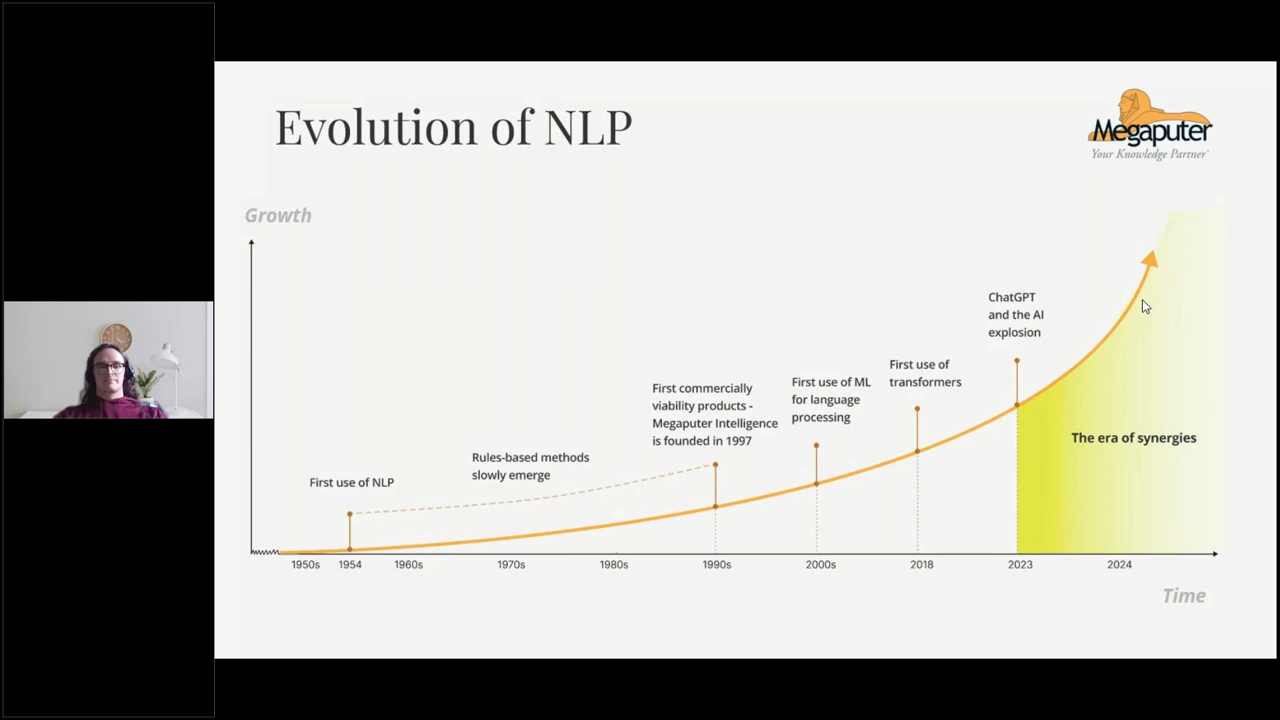 Evolution of NLP
Megaputer
Your Knowledge Partner
Growth
ChatGPT
and the AI
explosion
First use of
transformers
First use of ML
for language
processing
First commercially
viability products -
Megaputer Intelligence
is founded in 1997
Rules-based methods
slowly emerge
First use of NLP
The era of synergies
1950s 1954 1960s 1970s 1980s 1990s 2000s 2018 2023 2024
Time